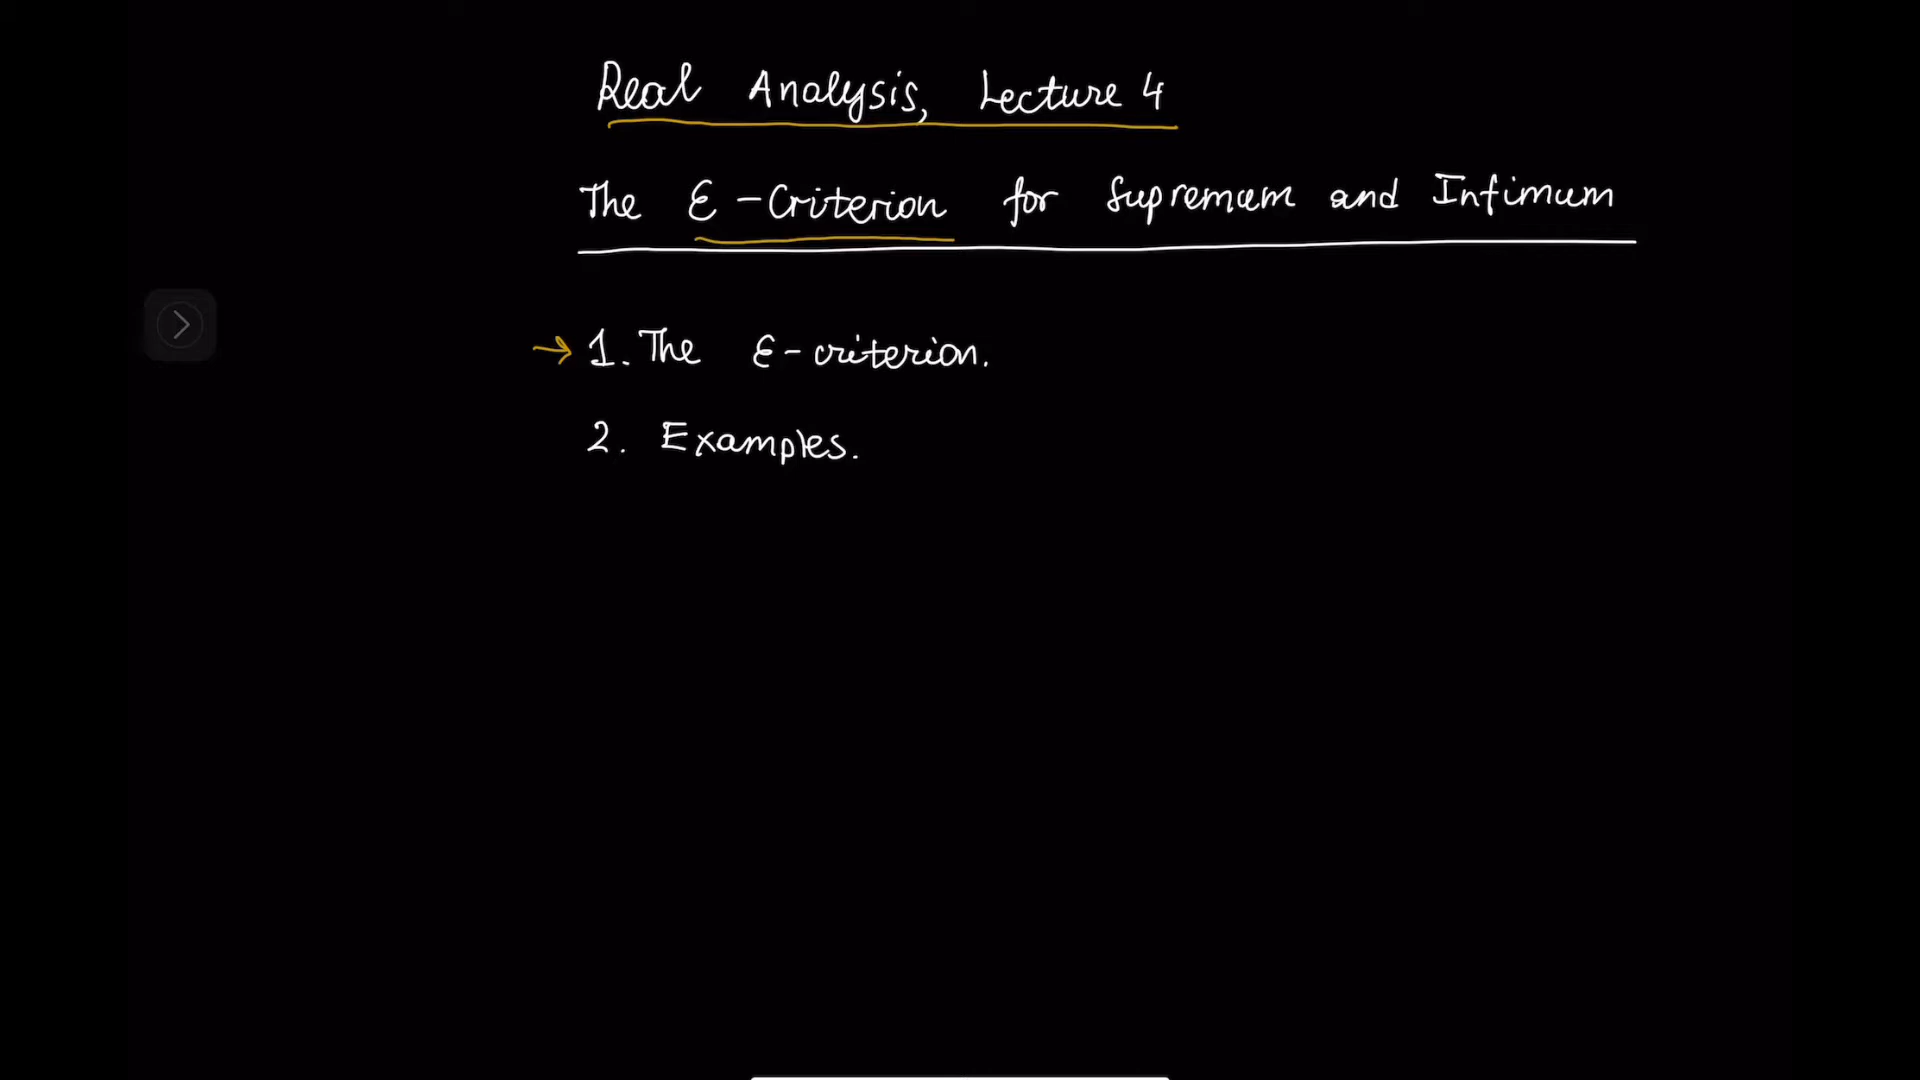 Real Analysis, Lecture 4
The ε-Criterion for Supremum and Infimum
→ 1. The ε-criterion.
2. Examples.